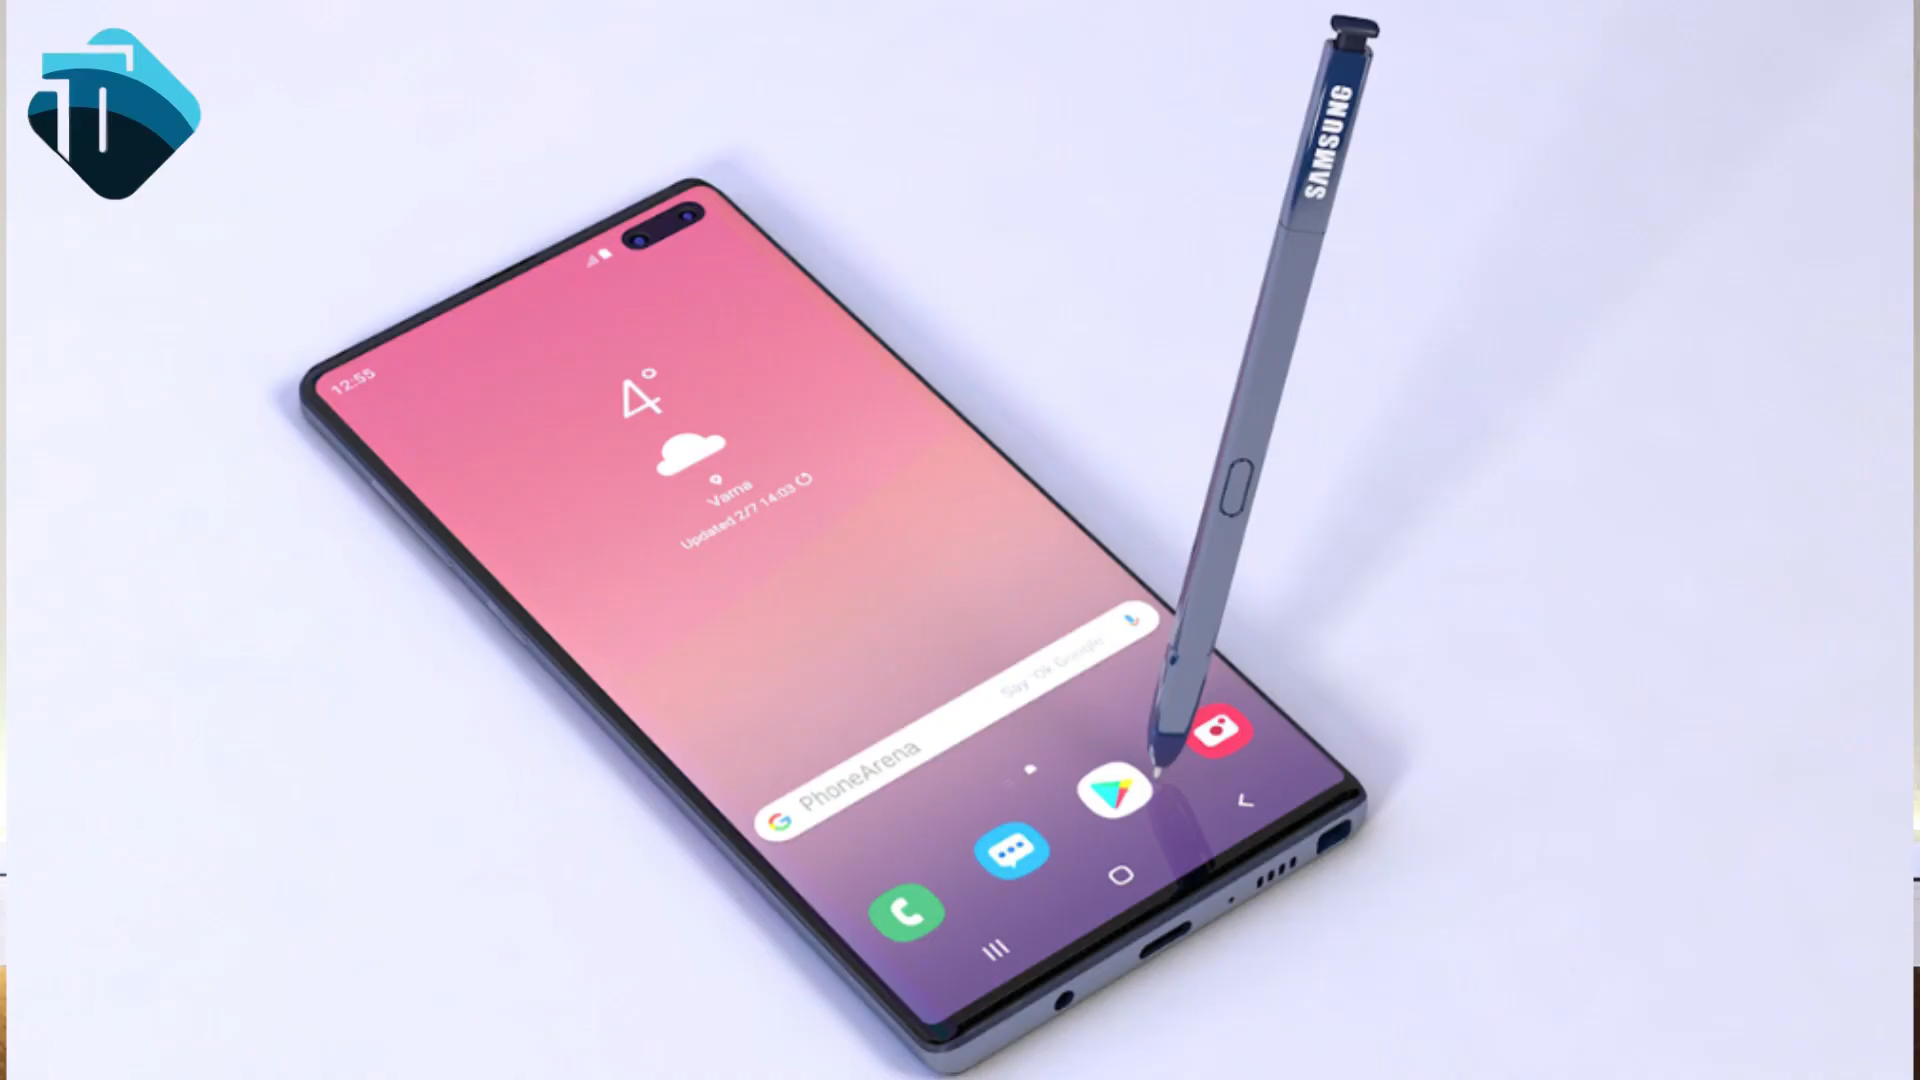 SAMSUNG
12:55
4°
Varna
Updated 2/7 14:03
Say "Ok Google
PhoneArena